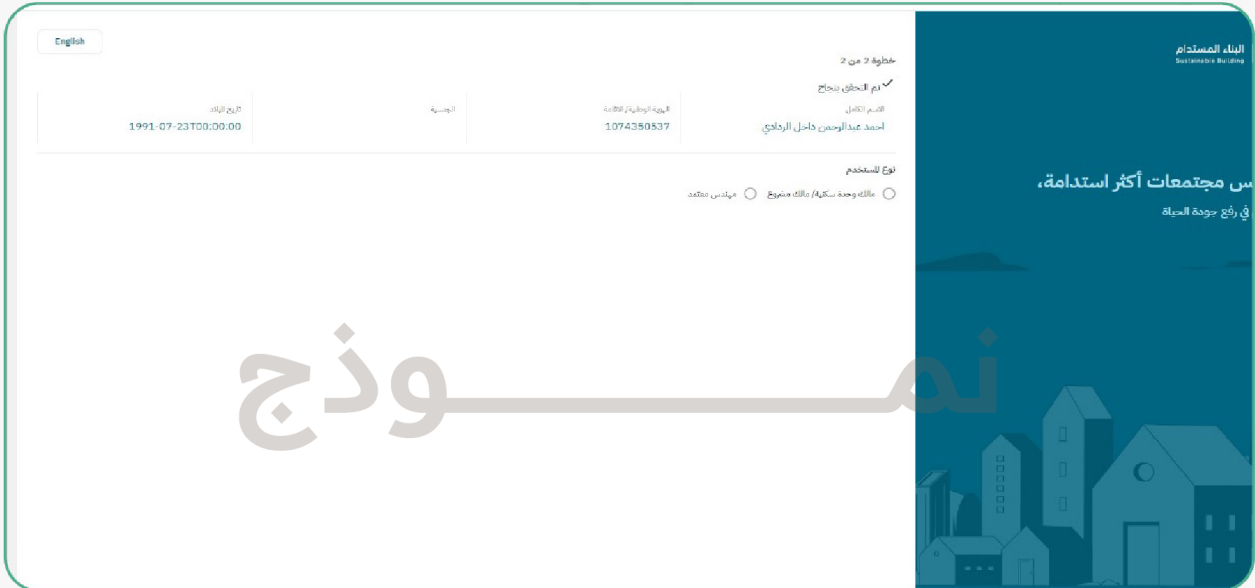 English
البناء المستدام
Sustainable Building
خطوة 2 من 2
تم التحقق بنجاح
الاسم الكامل
الهوية الوطنية/ الاقامة
الجنسية
تاريخ الميلاد
احمد عبدالرحمن داخل الردادي
1074350537
1991-07-23T00:00:00
نوع المستخدم
مالك وحدة سكنية/ مالك مشروع
مهندس معتمد
س مجتمعات أكثر استدامة،
في رفع جودة الحياة
نمـــــــوذج